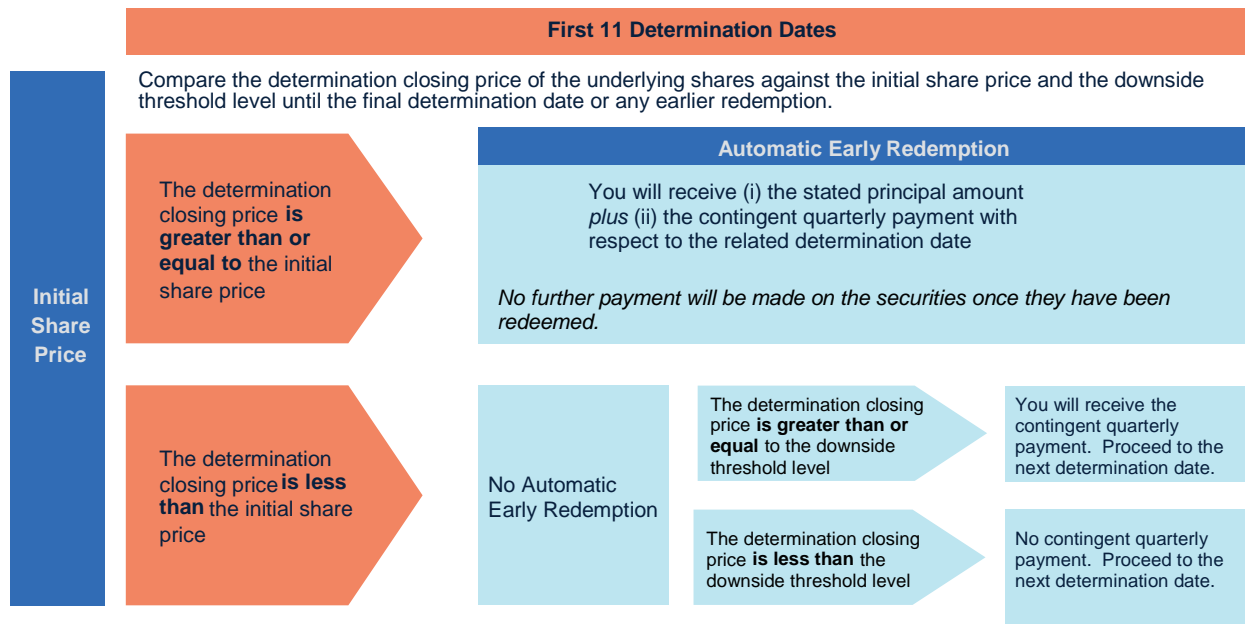 First 11 Determination Dates
Compare the determination closing price of the underlying shares against the initial share price and the downside
threshold level until the final determination date or any earlier redemption.
Initial
Share
Price
The determination
closing price is
greater than or
equal to the initial
share price
Automatic Early Redemption
You will receive (i) the stated principal amount
plus (ii) the contingent quarterly payment with
respect to the related determination date
No further payment will be made on the securities once they have been
redeemed.
The determination
closing price is less
than the initial share
price
No Automatic
Early Redemption
The determination closing
price is greater than or
equal to the downside
threshold level
You will receive the
contingent quarterly
payment. Proceed to the
next determination date.
The determination closing
price is less than the
downside threshold level
No contingent quarterly
payment. Proceed to the
next determination date.